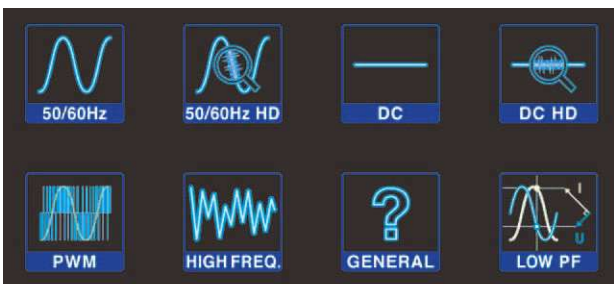 50/60Hz
50/60Hz HD
DC
DC HD
?
I
U
PWM
HIGH FREQ.
GENERAL
LOW PF